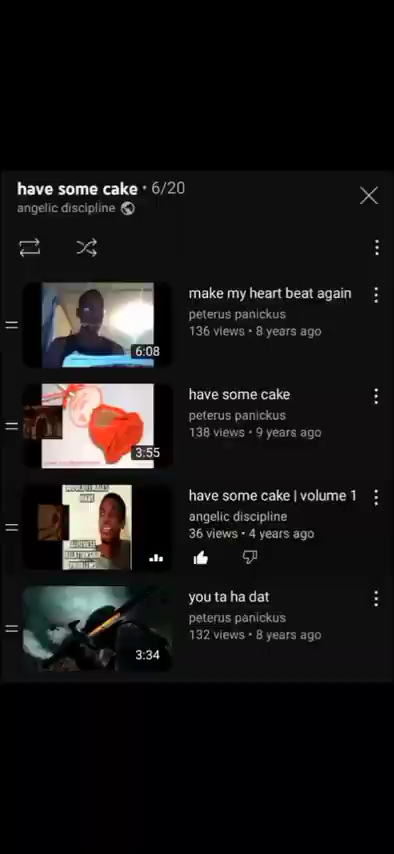 have some cake • 6/20
angelic discipline
make my heart beat again
peterus panickus
136 views • 8 years ago
6:08
have some cake
peterus panickus
138 views • 9 years ago
3:55
have some cake | volume 1
angelic discipline
36 views • 4 years ago
RELATIONSHIP
PROBLEMS
you ta ha dat
peterus panickus
132 views • 8 years ago
3:34